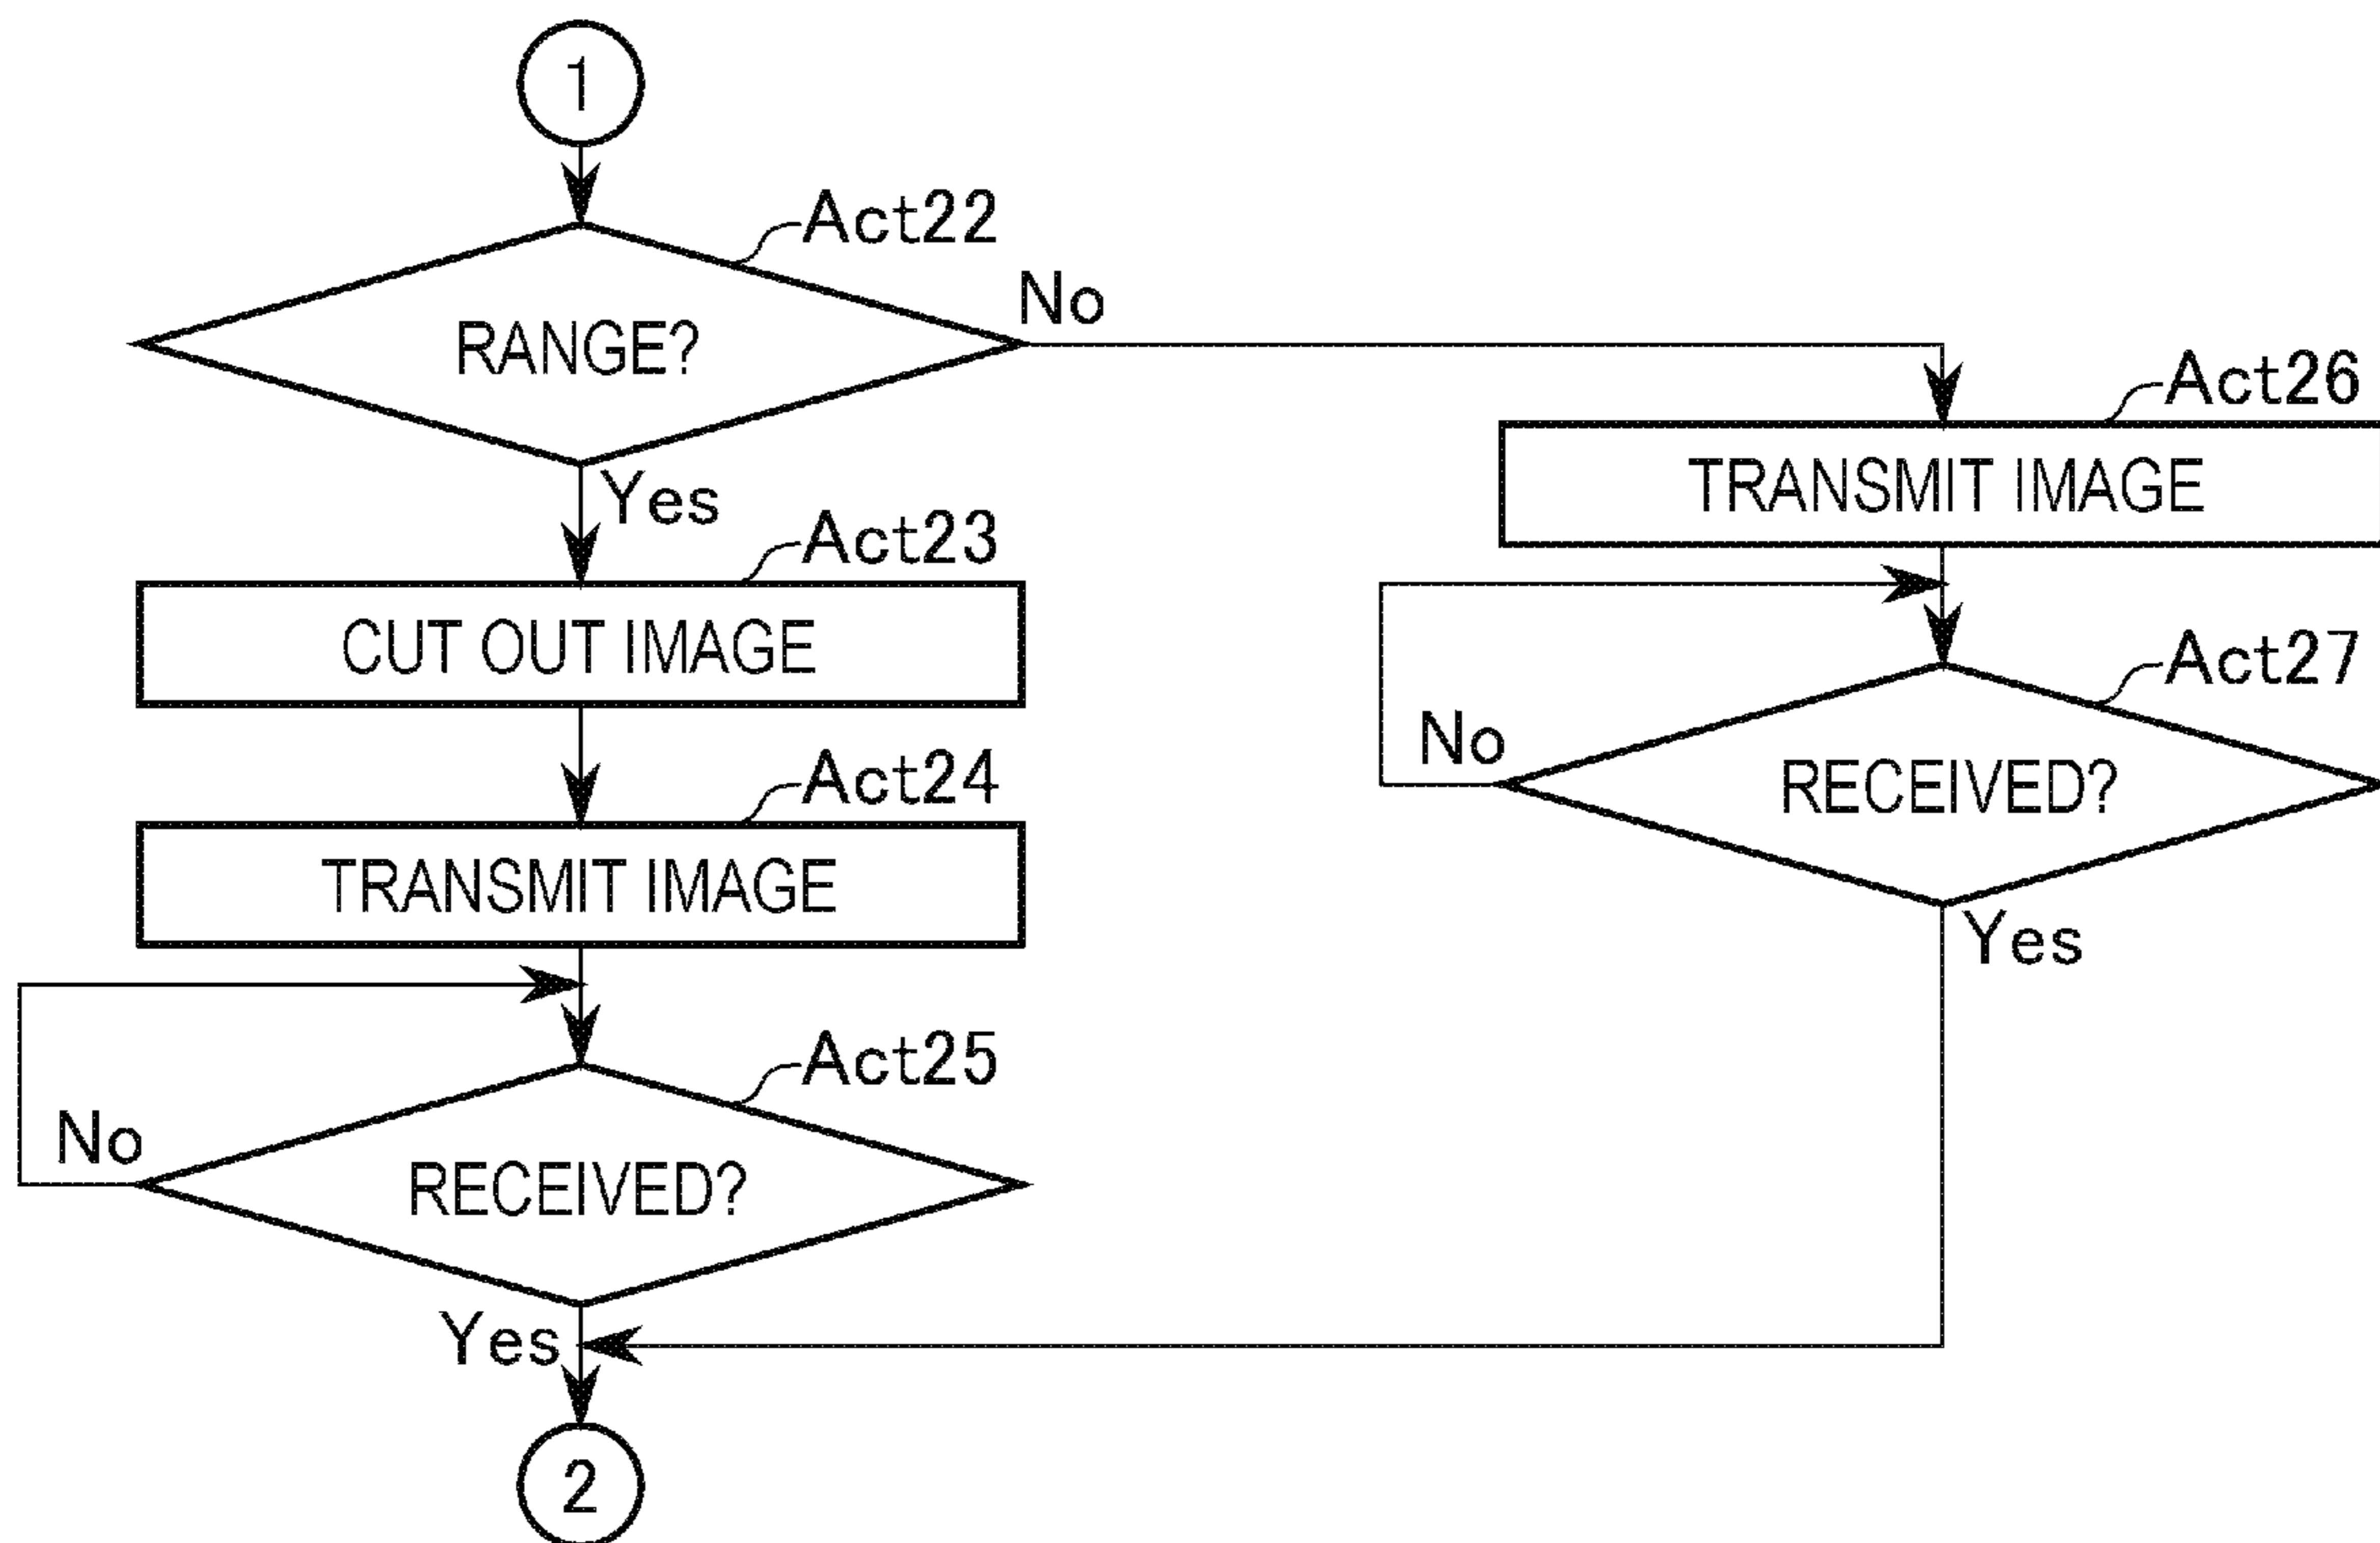 1
Act22
RANGE?
No
Yes
Act23
CUT OUT IMAGE
Act24
TRANSMIT IMAGE
Act25
No
RECEIVED?
Yes
2
Act26
TRANSMIT IMAGE
Act27
No
RECEIVED?
Yes